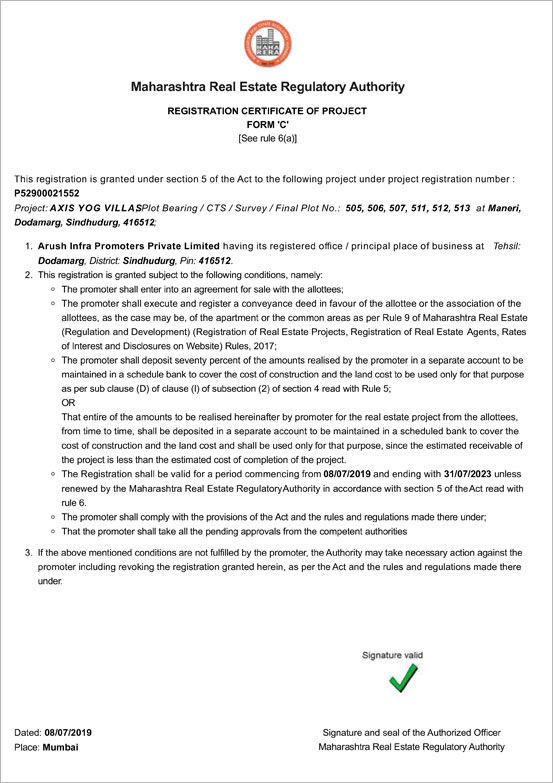 MAHA
RERA
Maharashtra Real Estate Regulatory Authority
REGISTRATION CERTIFICATE OF PROJECT
FORM 'C'
[See rule 6(a)]
This registration is granted under section 5 of the Act to the following project under project registration number :
P52900021552
Project: AXIS YOG VILLASPlot Bearing / CTS / Survey / Final Plot No.: 505, 506, 507, 511, 512, 513 at Maneri,
Dodamarg, Sindhudurg, 416512;
1. Arush Infra Promoters Private Limited having its registered office / principal place of business at Tehsil:
Dodamarg, District: Sindhudurg, Pin: 416512.
2. This registration is granted subject to the following conditions, namely:
○ The promoter shall enter into an agreement for sale with the allottees;
○ The promoter shall execute and register a conveyance deed in favour of the allottee or the association of the
allottees, as the case may be, of the apartment or the common areas as per Rule 9 of Maharashtra Real Estate
(Regulation and Development) (Registration of Real Estate Projects, Registration of Real Estate Agents, Rates
of Interest and Disclosures on Website) Rules, 2017;
○ The promoter shall deposit seventy percent of the amounts realised by the promoter in a separate account to be
maintained in a schedule bank to cover the cost of construction and the land cost to be used only for that purpose
as per sub clause (D) of clause (l) of subsection (2) of section 4 read with Rule 5;
OR
That entire of the amounts to be realised hereinafter by promoter for the real estate project from the allottees,
from time to time, shall be deposited in a separate account to be maintained in a scheduled bank to cover the
cost of construction and the land cost and shall be used only for that purpose, since the estimated receivable of
the project is less than the estimated cost of completion of the project.
○ The Registration shall be valid for a period commencing from 08/07/2019 and ending with 31/07/2023 unless
renewed by the Maharashtra Real Estate Regulatory Authority in accordance with section 5 of the Act read with
rule 6.
○ The promoter shall comply with the provisions of the Act and the rules and regulations made there under;
○ That the promoter shall take all the pending approvals from the competent authorities
3. If the above mentioned conditions are not fulfilled by the promoter, the Authority may take necessary action against the
promoter including revoking the registration granted herein, as per the Act and the rules and regulations made there
under.
Signature valid
Dated: 08/07/2019
Place: Mumbai
Signature and seal of the Authorized Officer
Maharashtra Real Estate Regulatory Authority